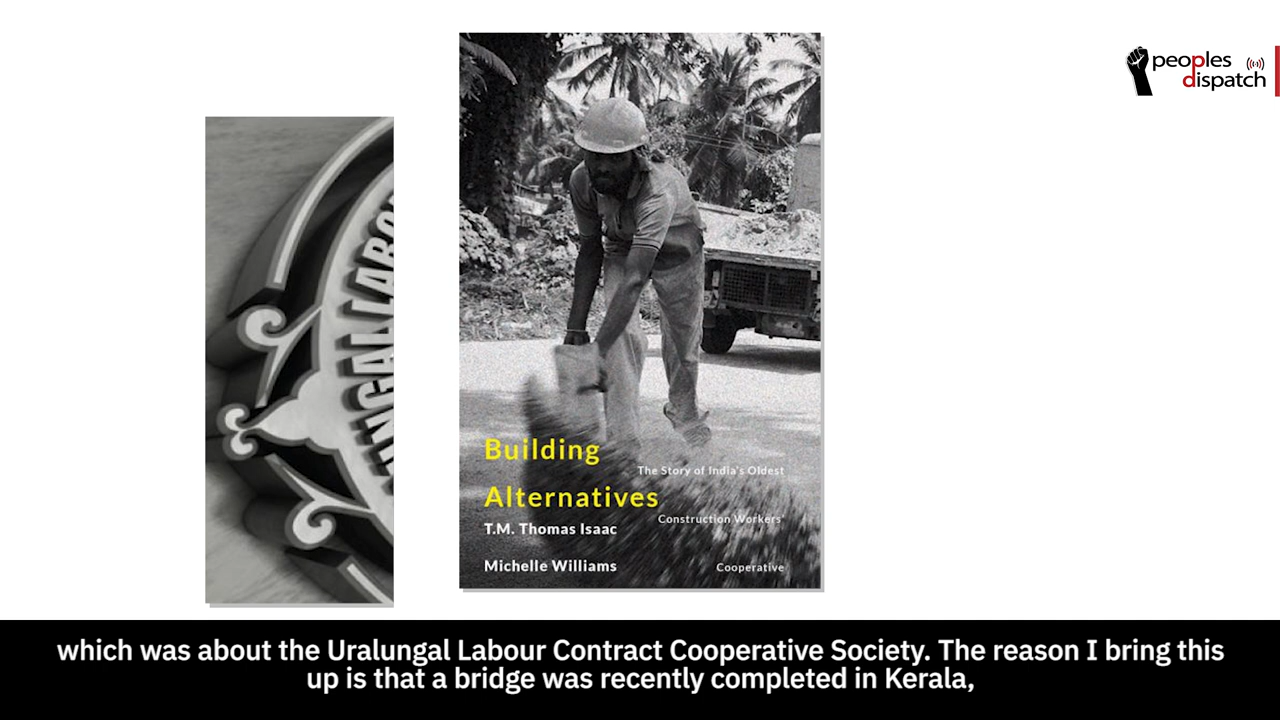 peoples
dispatch
Building
The Story of India's Oldest
Alternatives
Construction Workers'
T.M. Thomas Isaac
Michelle Williams
Cooperative
which was about the Uralungal Labour Contract Cooperative Society. The reason I bring this
up is that a bridge was recently completed in Kerala,